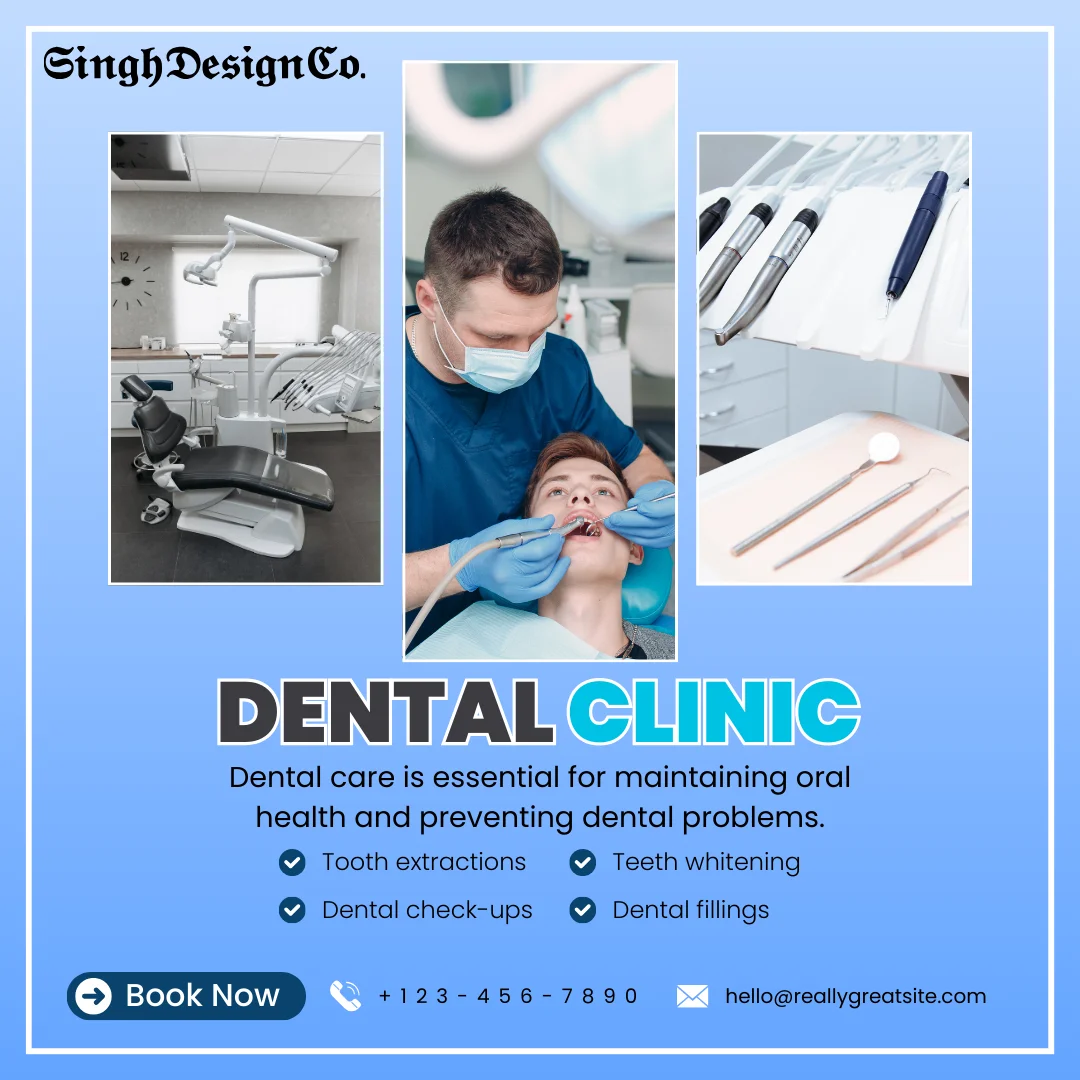 SinghDesignCo.
12
DENTAL CLINIC
Dental care is essential for maintaining oral
health and preventing dental problems.
Tooth extractions
Teeth whitening
Dental check-ups
Dental fillings
Book Now
+123-456-7890
hello@reallygreatsite.com